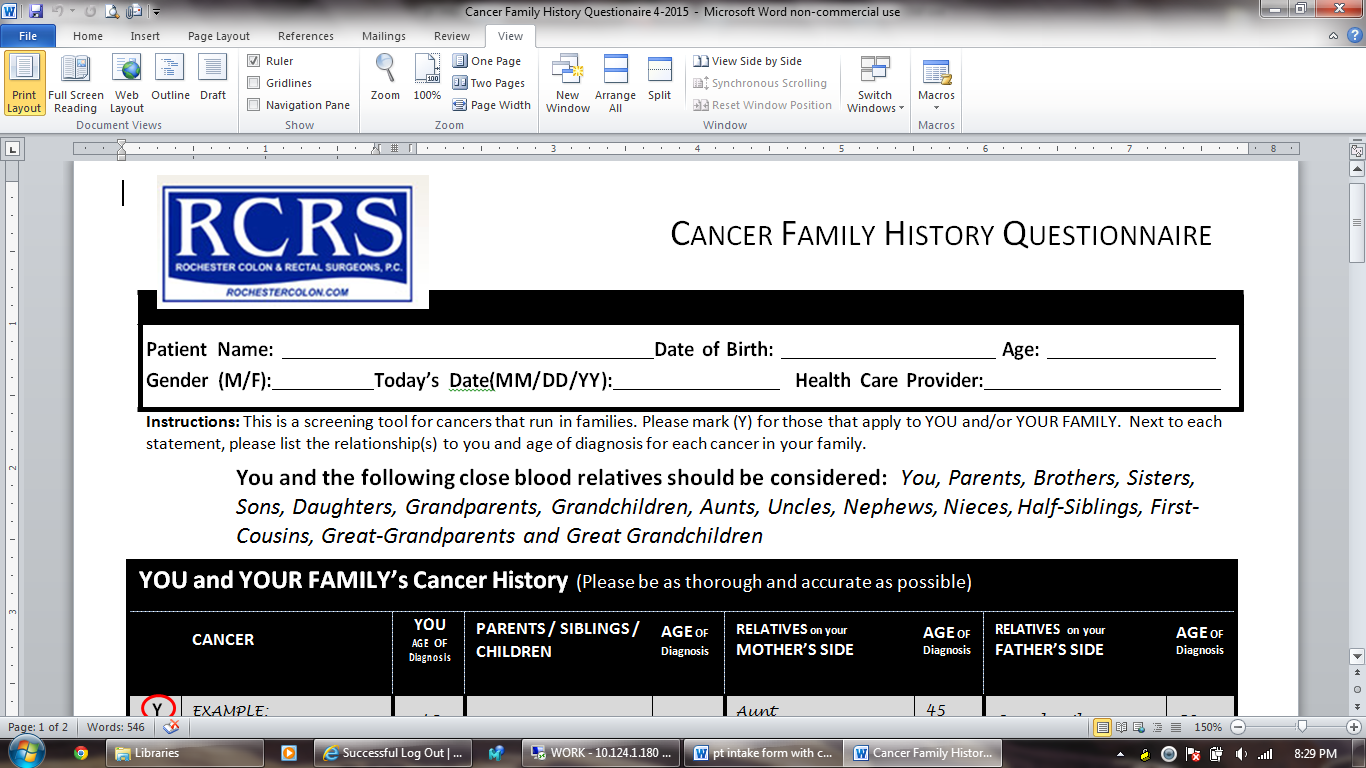 Cancer Family History Questionaire 4-2015 - Microsoft Word non-commercial use
File Home Insert Page Layout References Mailings Review View
Print Layout
Full Screen Reading
Web Layout
Outline
Draft
Document Views
Ruler
Gridlines
Navigation Pane
Show
Zoom
100%
One Page
Two Pages
Page Width
Zoom
New Window
Arrange All
Split
View Side by Side
Synchronous Scrolling
Reset Window Position
Switch Windows
Window
Macros
Macros
1 3 4 5 6 7 8
RCRS
ROCHESTER COLON & RECTAL SURGEONS, P.C.
ROCHESTERCOLON.COM
CANCER FAMILY HISTORY QUESTIONNAIRE
Patient Name: Date of Birth: Age:
Gender (M/F): Today's Date(MM/DD/YY): Health Care Provider:
Instructions: This is a screening tool for cancers that run in families. Please mark (Y) for those that apply to YOU and/or YOUR FAMILY. Next to each
statement, please list the relationship(s) to you and age of diagnosis for each cancer in your family.
You and the following close blood relatives should be considered: You, Parents, Brothers, Sisters,
Sons, Daughters, Grandparents, Grandchildren, Aunts, Uncles, Nephews, Nieces, Half-Siblings, First-
Cousins, Great-Grandparents and Great Grandchildren
YOU and YOUR FAMILY's Cancer History (Please be as thorough and accurate as possible)
CANCER
YOU
AGE OF
Diagnosis
PARENTS / SIBLINGS /
CHILDREN
AGE OF
Diagnosis
RELATIVES on your
MOTHER'S SIDE
AGE OF
Diagnosis
RELATIVES on your
FATHER'S SIDE
AGE OF
Diagnosis
Y EXAMPLE: Aunt 45
Page: 1 of 2 Words: 546 150%
Libraries
Successful Log Out | ...
WORK - 10.124.1.180 ...
pt intake form with c...
Cancer Family Histor...
8:29 PM